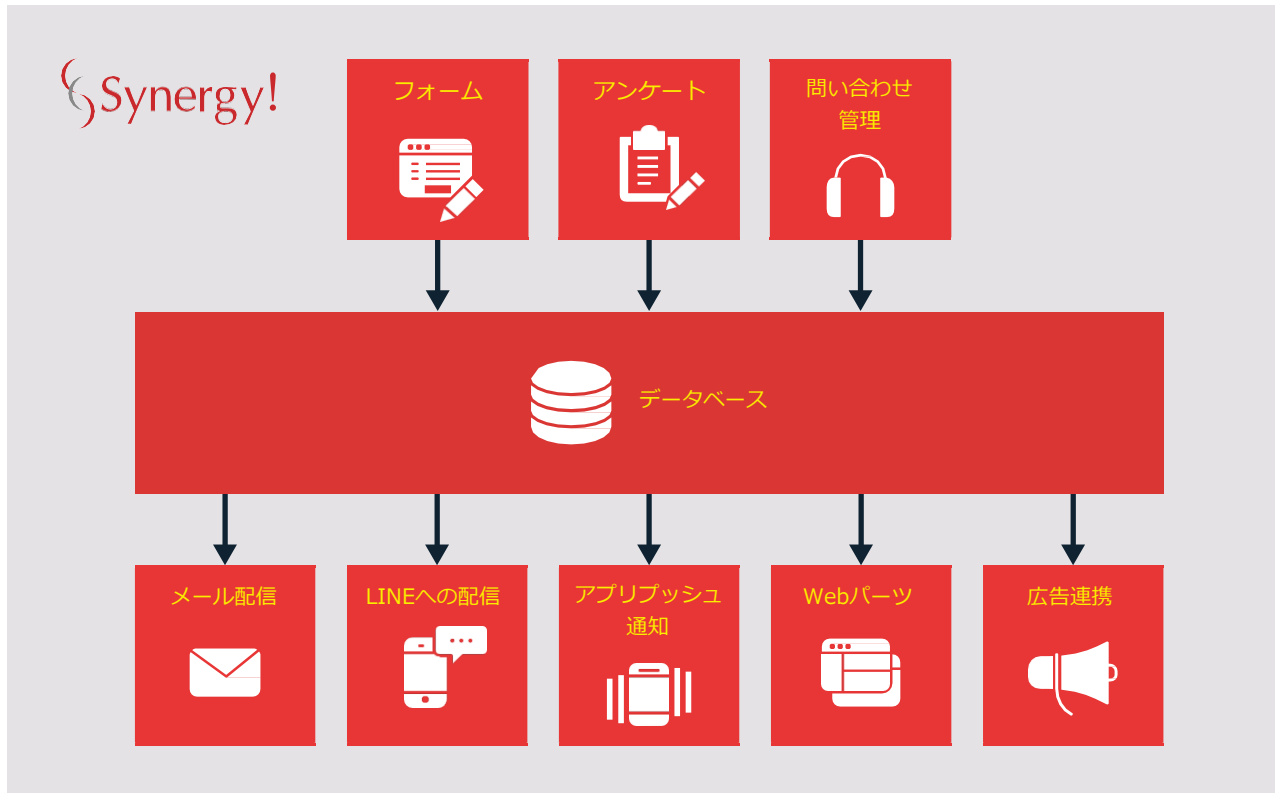 Synergy!
フォーム
アンケート
問い合わせ
管理
データベース
メール配信
LINEへの配信
アプリプッシュ
通知
Webパーツ
広告連携